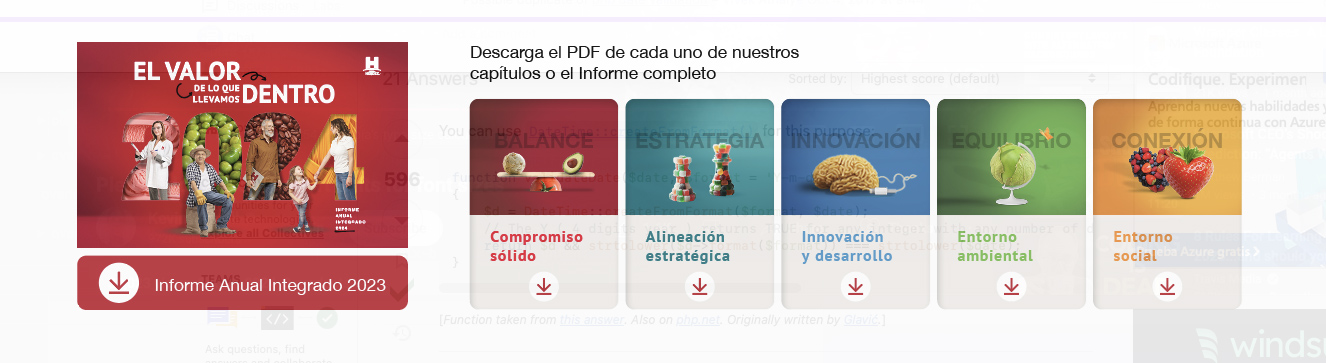 EL VALOR
DE LO QUE
LLEVAMOS DENTRO
2024
INFORME
ANUAL
INTEGRADO
2024
Informe Anual Integrado 2023
Descarga el PDF de cada uno de nuestros
capítulos o el Informe completo
BALANCE
Compromiso
sólido
ESTRATEGIA
Alineación
estratégica
INNOVACIÓN
Innovación
y desarrollo
EQUILIBRIO
Entorno
ambiental
CONEXIÓN
Entorno
social
21 Answers
Sorted by: Highest score (default)
You can use
for this purpose
596
[Function taken from this answer. Also on php.net. Originally written by Glavić.]
TEAMS
Ask questions, find
Codifique. Experimen
Aprenda nuevas habilidades y
de forma continua con Azure
Azure gratis >